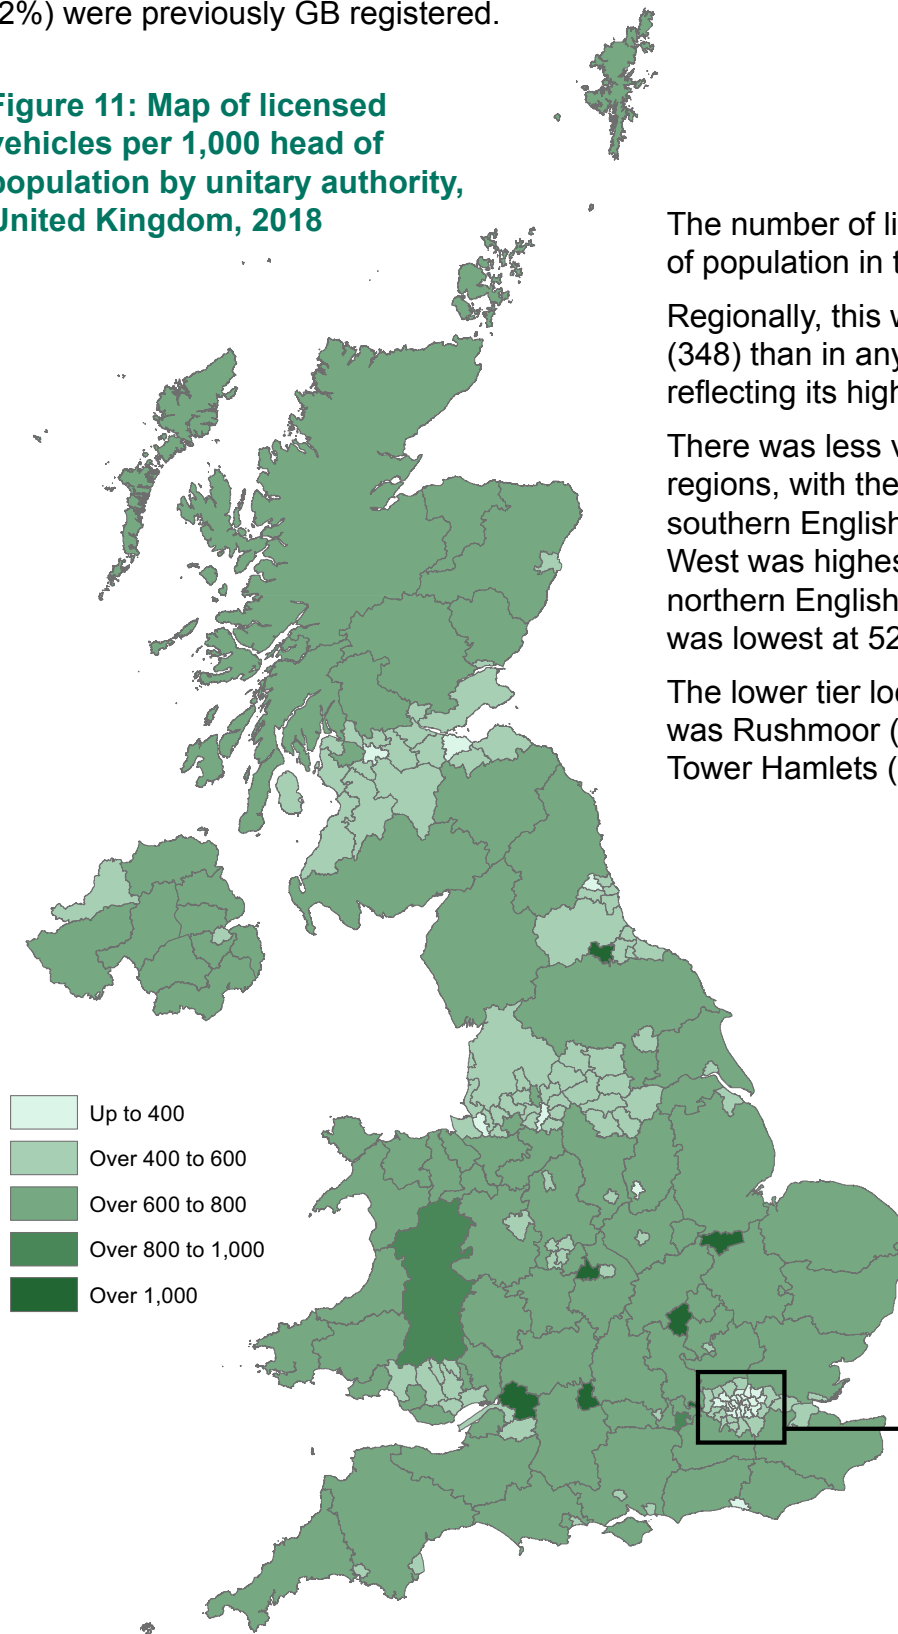 2%) were previously GB registered.
Figure 11: Map of licensed
vehicles per 1,000 head of
population by unitary authority,
United Kingdom, 2018
The number of li
of population in t
Regionally, this w
(348) than in any
reflecting its high
There was less v
regions, with the
southern English
West was highes
northern English
was lowest at 52
The lower tier loc
was Rushmoor (
Tower Hamlets (
Up to 400
Over 400 to 600
Over 600 to 800
Over 800 to 1,000
Over 1,000